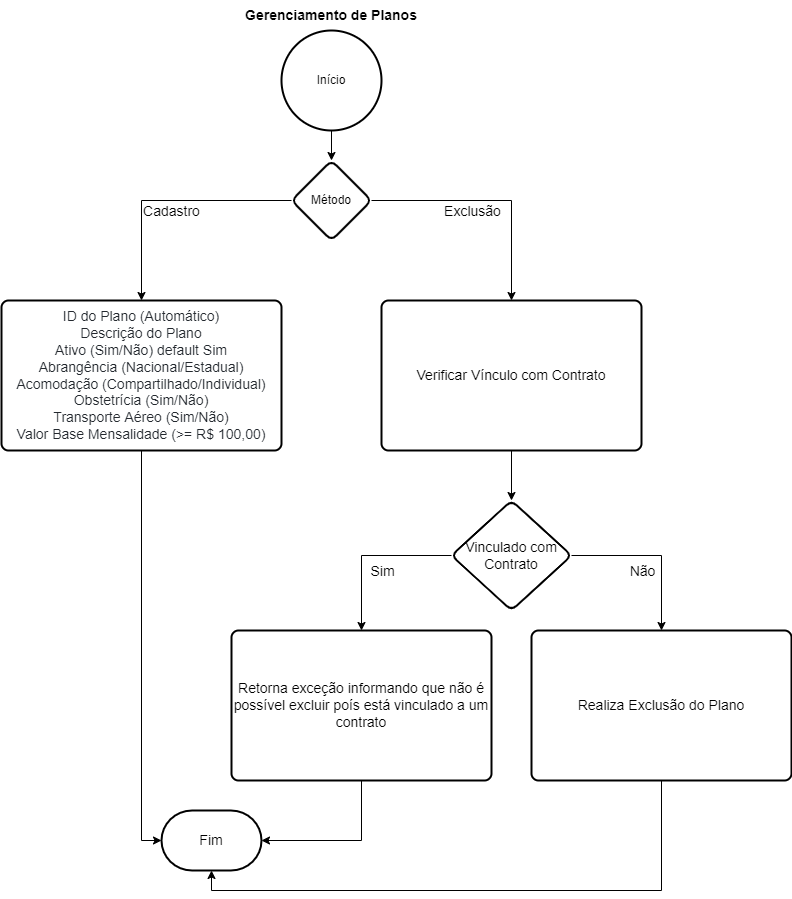 Gerenciamento de Planos
Início
Método
Cadastro
Exclusão
ID do Plano (Automático)
Descrição do Plano
Ativo (Sim/Não) default Sim
Abrangência (Nacional/Estadual)
Acomodação (Compartilhado/Individual)
Obstetrícia (Sim/Não)
Transporte Aéreo (Sim/Não)
Valor Base Mensalidade (>= R$ 100,00)
Verificar Vínculo com Contrato
Vinculado com
Contrato
Sim
Não
Retorna exceção informando que não é
possível excluir poís está vinculado a um
contrato
Realiza Exclusão do Plano
Fim